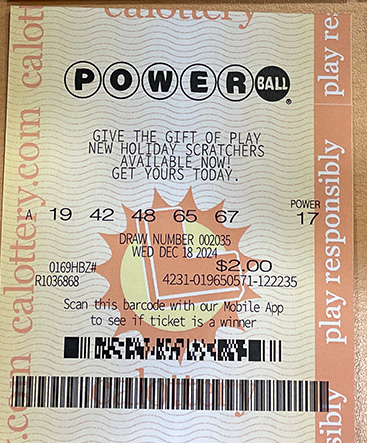 calottery
POWERBALL®
GIVE THE GIFT OF PLAY
NEW HOLIDAY SCRATCHERS
AVAILABLE NOW!
GET YOURS TODAY.
POWER
A 19 42 48 65 67 17
DRAW NUMBER 002035
WED DEC 18 2024
0169HBZ# $2.00
R1036868 4231-019650571-122235
Scan this barcode with our Mobile App
to see if ticket is a winner
calott
calottery.com
play re
play responsibly